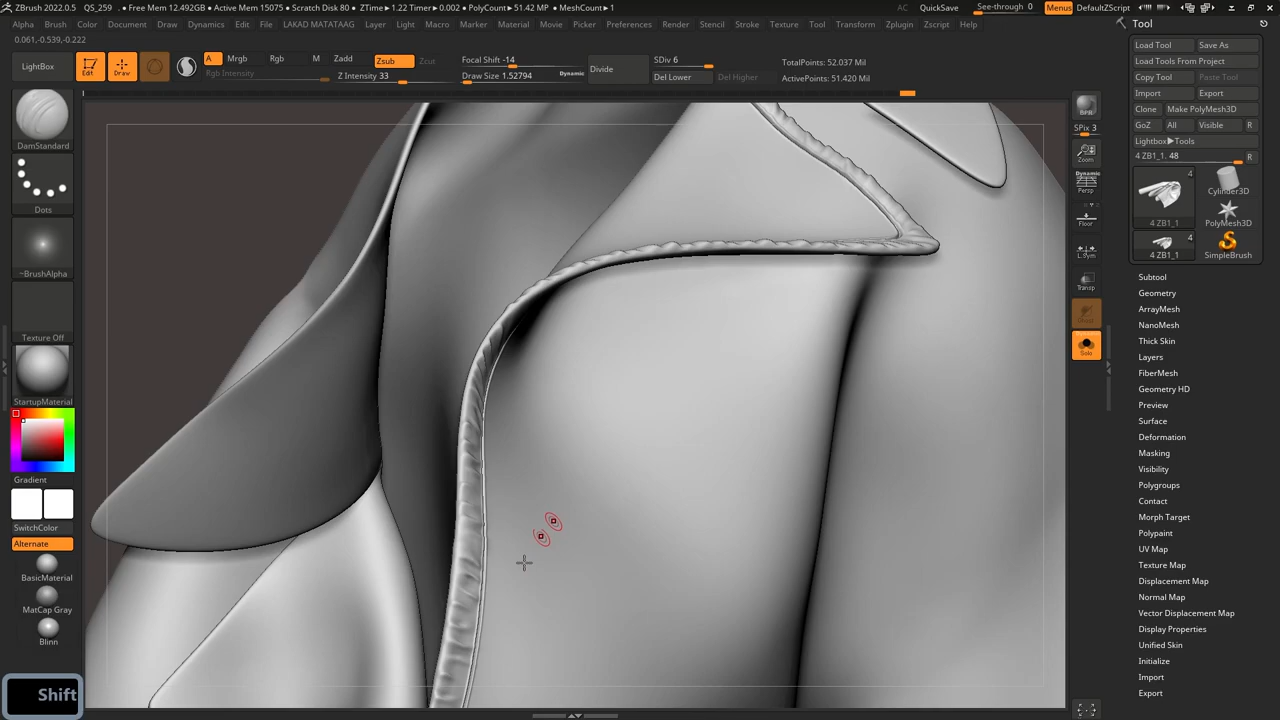 ZBrush 2022.0.5 QS_259 . • Free Mem 12.492GB • Active Mem 15075 • Scratch Disk 80 • ZTime►1.22 Timer►0.002 • PolyCount►51.42 MP • MeshCount►1 AC QuickSave See-through 0 Menus DefaultZScript
Alpha Brush Color Document Draw Dynamics Edit File LAKAD MATATAAG Layer Light Macro Marker Material Movie Picker Preferences Render Stencil Stroke Texture Tool Transform Zplugin Zscript Help
0.061,-0.539,-0.222
LightBox Edit Draw A Mrgb Rgb M Zadd Zsub Zcut
Rgb Intensity Z Intensity 33
Focal Shift -14
Draw Size 1.52794 Dynamic
Divide
SDiv 6
Del Lower Del Higher
TotalPoints: 52.037 Mil
ActivePoints: 51.420 Mil
DamStandard
Dots
~BrushAlpha
Texture Off
StartupMaterial
Gradient
SwitchColor
Alternate
BasicMaterial
MatCap Gray
Blinn
Shift
BPR
SPix 3
Zoom
Dynamic
Persp
Floor
L.Sym
Transp
Solo
Tool
Load Tool Save As
Load Tools From Project
Copy Tool Paste Tool
Import Export
Clone Make PolyMesh3D
GoZ All Visible R
Lightbox►Tools
4 ZB1_1. 48 R
4
4 ZB1_1
Cylinder3D
PolyMesh3D
4
4 ZB1_1
SimpleBrush
Subtool
Geometry
ArrayMesh
NanoMesh
Thick Skin
Layers
FiberMesh
Geometry HD
Preview
Surface
Deformation
Masking
Visibility
Polygroups
Contact
Morph Target
Polypaint
UV Map
Texture Map
Displacement Map
Normal Map
Vector Displacement Map
Display Properties
Unified Skin
Initialize
Import
Export